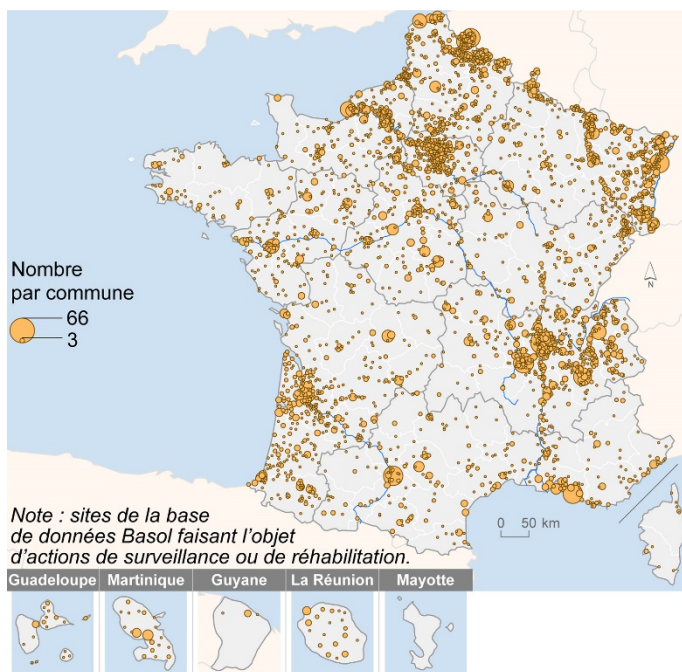 Nombre
par commune
66
3
N
0 50 km
Note : sites de la base
de données Basol faisant l'objet
d'actions de surveillance ou de réhabilitation.
Guadeloupe Martinique Guyane La Réunion Mayotte